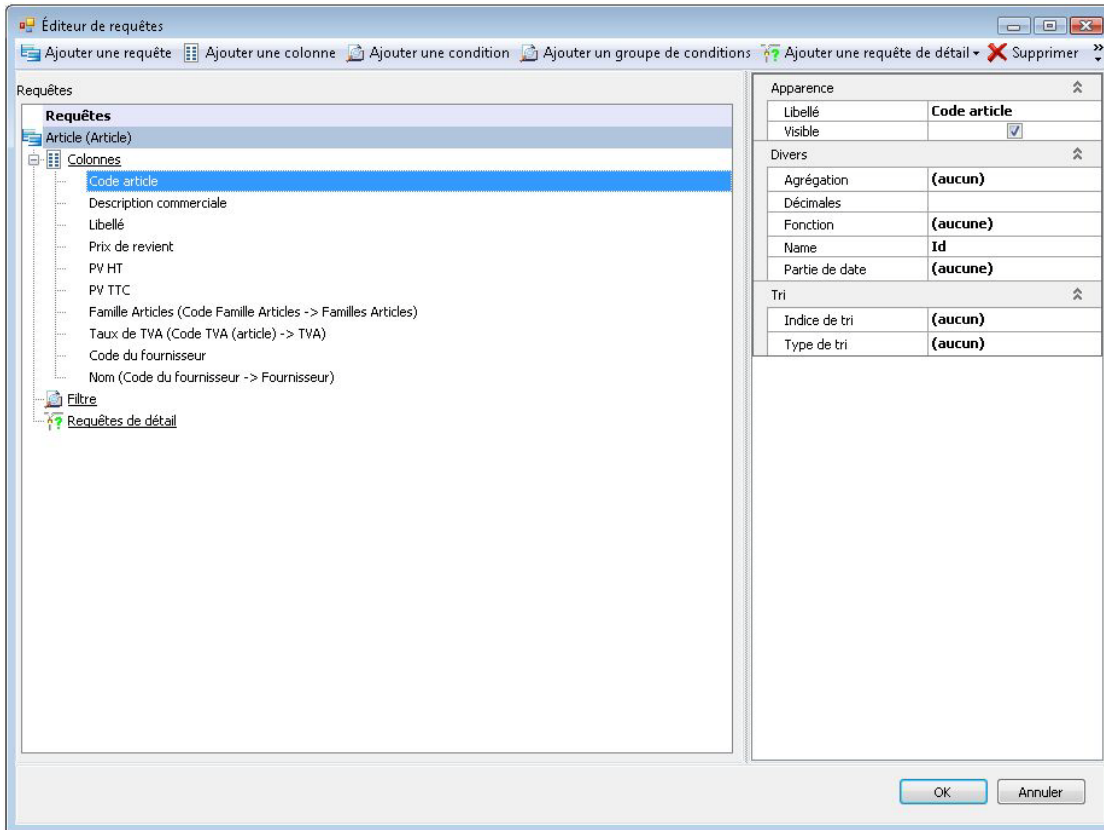 Éditeur de requêtes
Ajouter une requête Ajouter une colonne Ajouter une condition Ajouter un groupe de conditions Ajouter une requête de détail Supprimer
Requêtes
Requêtes
Article (Article)
Colonnes
Code article
Description commerciale
Libellé
Prix de revient
PV HT
PV TTC
Famille Articles (Code Famille Articles -> Familles Articles)
Taux de TVA (Code TVA (article) -> TVA)
Code du fournisseur
Nom (Code du fournisseur -> Fournisseur)
Filtre
Requêtes de détail
Apparence
Libellé Code article
Visible
Divers
Agrégation (aucun)
Décimales
Fonction (aucune)
Name Id
Partie de date (aucune)
Tri
Indice de tri (aucun)
Type de tri (aucun)
OK Annuler